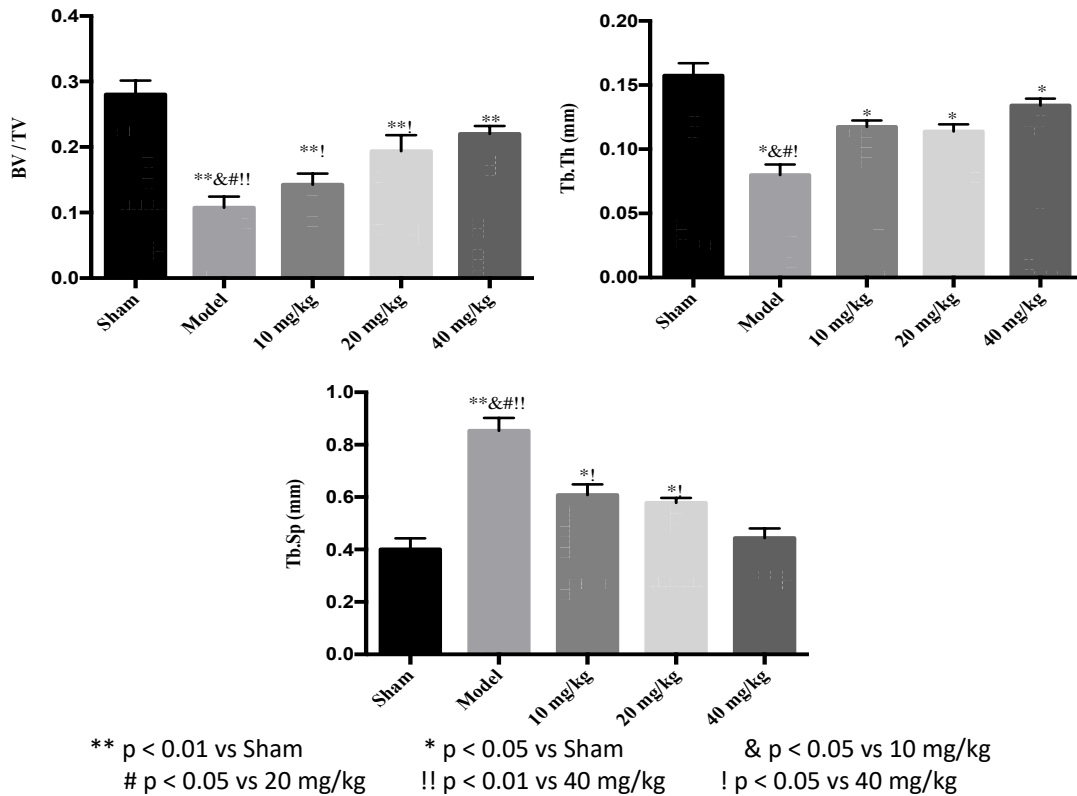 0.4
0.3
0.2
0.1
0.0
BV / TV
**&#!!
**!
**!
**
Sham
Model
10 mg/kg
20 mg/kg
40 mg/kg
0.20
0.15
0.10
0.05
0.00
Tb.Th (mm)
*&#!
*
*
*
Sham
Model
10 mg/kg
20 mg/kg
40 mg/kg
1.0
0.8
0.6
0.4
0.2
0.0
Tb.Sp (mm)
**&#!!
*!
*!
Sham
Model
10 mg/kg
20 mg/kg
40 mg/kg
** p < 0.01 vs Sham * p < 0.05 vs Sham & p < 0.05 vs 10 mg/kg
# p < 0.05 vs 20 mg/kg !! p < 0.01 vs 40 mg/kg ! p < 0.05 vs 40 mg/kg